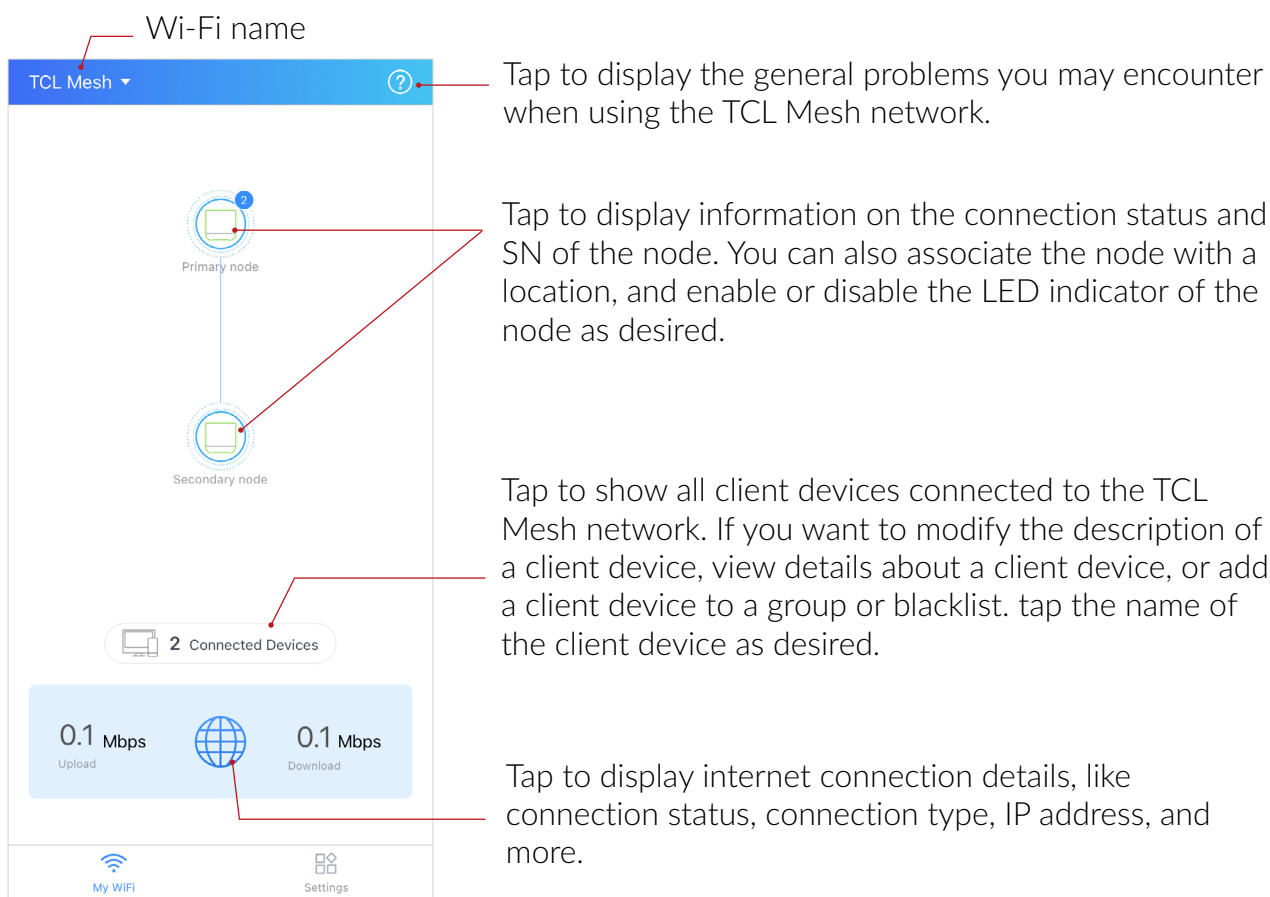 Wi-Fi name
TCL Mesh
?
Tap to display the general problems you may encounter
when using the TCL Mesh network.
2
Primary node
Tap to display information on the connection status and
SN of the node. You can also associate the node with a
location, and enable or disable the LED indicator of the
node as desired.
Secondary node
Tap to show all client devices connected to the TCL
Mesh network. If you want to modify the description of
a client device, view details about a client device, or add
a client device to a group or blacklist. tap the name of
the client device as desired.
2 Connected Devices
0.1 Mbps
Upload
0.1 Mbps
Download
Tap to display internet connection details, like
connection status, connection type, IP address, and
more.
My WiFi
Settings